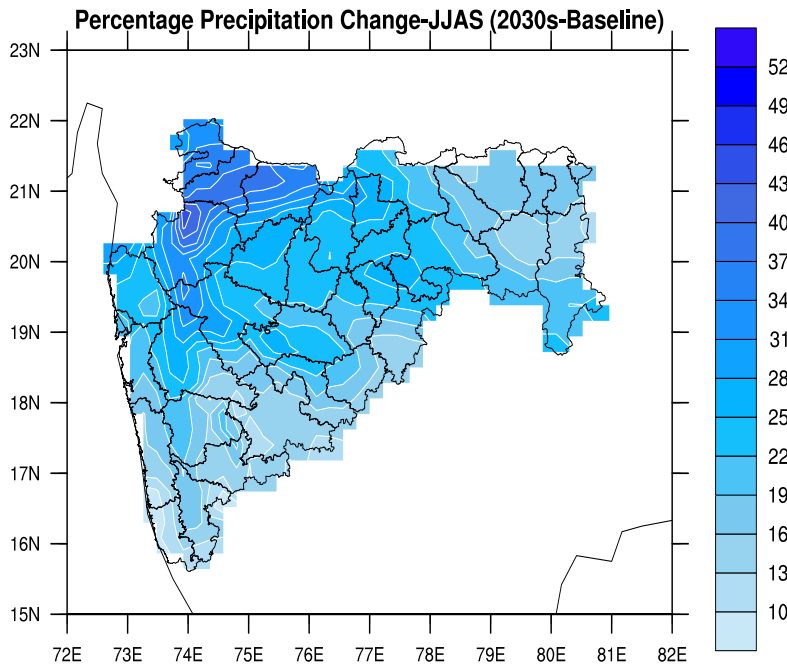 Percentage Precipitation Change-JJAS (2030s-Baseline)
23N
22N
21N
20N
19N
18N
17N
16N
15N
72E 73E 74E 75E 76E 77E 78E 79E 80E 81E 82E
52
49
46
43
40
37
34
31
28
25
22
19
16
13
10